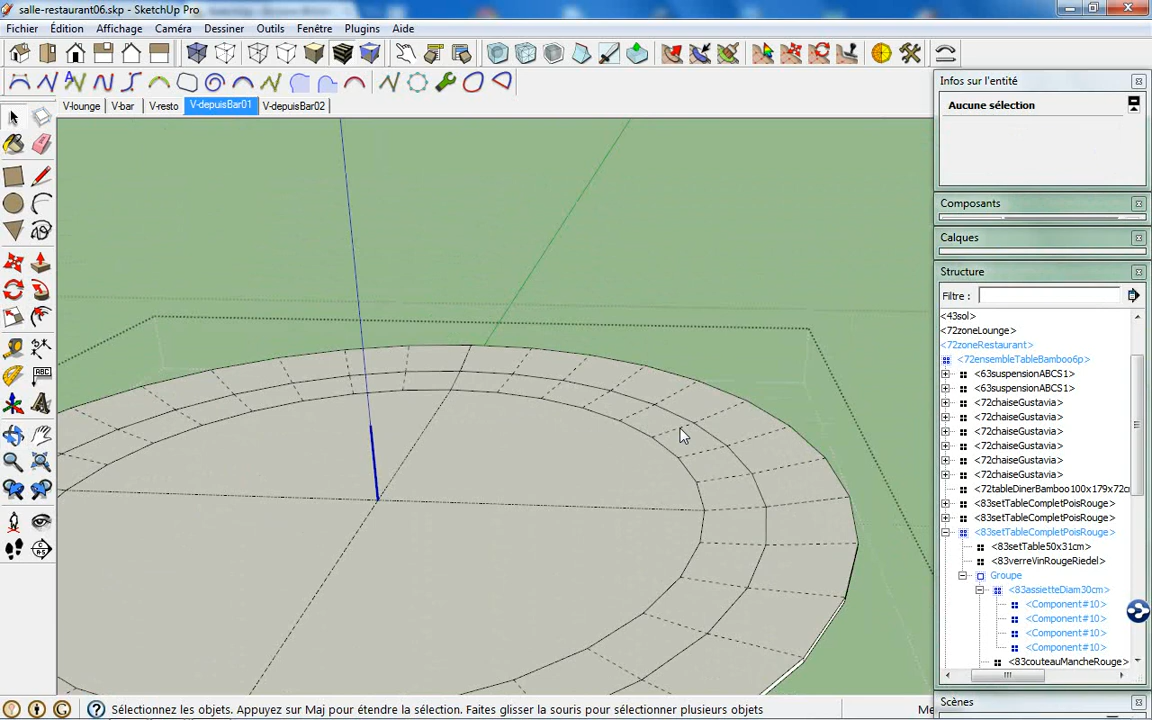 salle-restaurant06.skp - SketchUp Pro
Fichier Édition Affichage Caméra Dessiner Outils Fenêtre Plugins Aide
V-lounge V-bar V-resto V-depuisBar01 V-depuisBar02
Infos sur l'entité
Aucune sélection
Composants
Calques
Structure
Filtre :
<43sol>
<72zoneLounge>
<72zoneRestaurant>
<72ensembleTableBamboo6p>
<63suspensionABCS1>
<63suspensionABCS1>
<72chaiseGustavia>
<72chaiseGustavia>
<72chaiseGustavia>
<72chaiseGustavia>
<72chaiseGustavia>
<72chaiseGustavia>
<72tableDinerBamboo100x179x72c
<83setTableCompletPoisRouge>
<83setTableCompletPoisRouge>
<83setTableCompletPoisRouge>
<83setTable50x31cm>
<83verreVinRougeRiedel>
Groupe
<83assietteDiam30cm>
<Component#10>
<Component#10>
<Component#10>
<Component#10>
<83couteauMancheRouge>
Scènes
Sélectionnez les objets. Appuyez sur Maj pour étendre la sélection. Faites glisser la souris pour sélectionner plusieurs objets